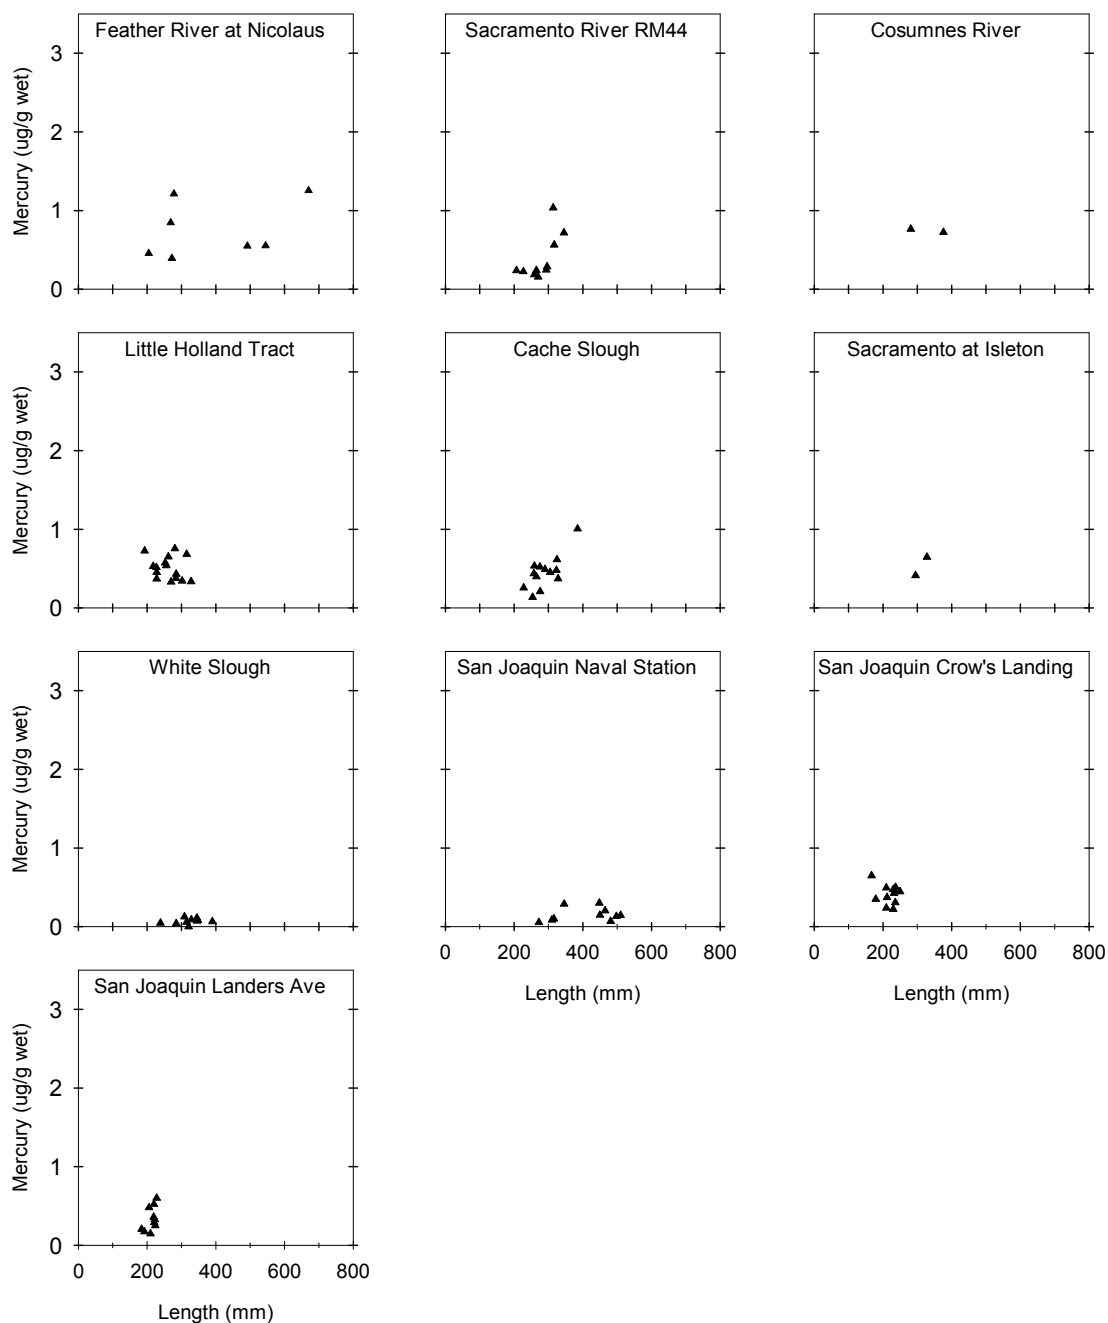 Feather River at Nicolaus
Sacramento River RM44
Cosumnes River
Mercury (ug/g wet)
3
2
1
0
Little Holland Tract
Cache Slough
Sacramento at Isleton
Mercury (ug/g wet)
3
2
1
0
White Slough
San Joaquin Naval Station
San Joaquin Crow's Landing
Mercury (ug/g wet)
3
2
1
0
0 200 400 600 800
0 200 400 600 800
Length (mm)
Length (mm)
San Joaquin Landers Ave
Mercury (ug/g wet)
3
2
1
0
0 200 400 600 800
Length (mm)